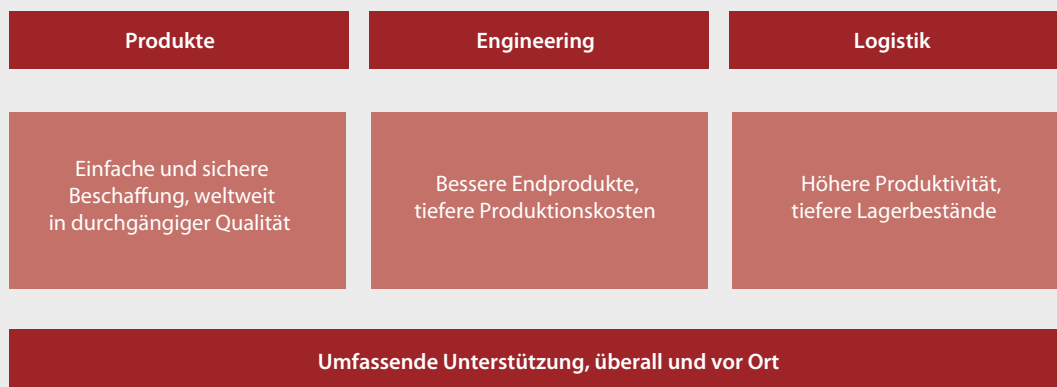 Produkte
Engineering
Logistik
Einfache und sichere
Beschaffung, weltweit
in durchgängiger Qualität
Bessere Endprodukte,
tiefere Produktionskosten
Höhere Produktivität,
tiefere Lagerbestände
Umfassende Unterstützung, überall und vor Ort